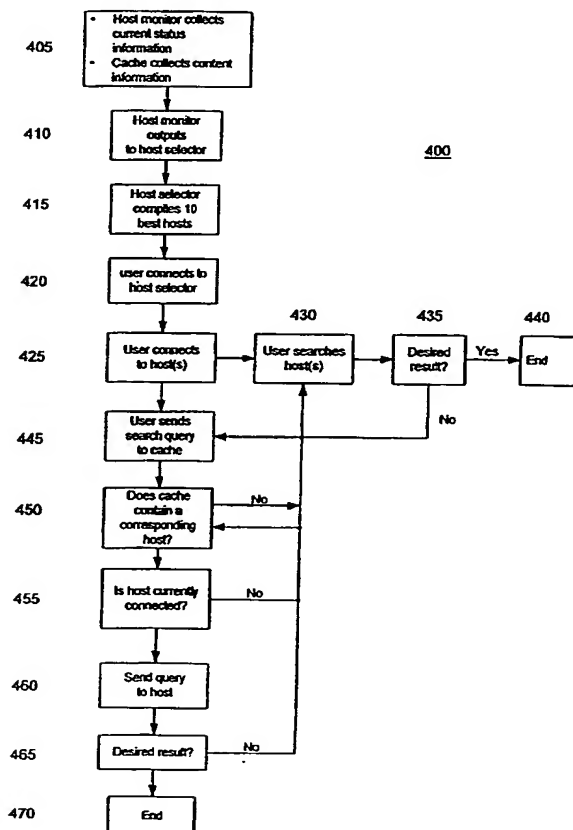 405
• Host monitor collects
current status
information
• Cache collects content
information
410
Host monitor
outputs
to host selector
400
415
Host selector
compiles 10
best hosts
420
user connects to
host selector
430
435
440
425
User connects
to host(s)
User searches
host(s)
Desired
result?
Yes
End
No
445
User sends
search query
to cache
450
Does cache
contain a
corresponding
host?
No
455
Is host currently
connected?
No
460
Send query
to host
465
Desired result?
No
470
End